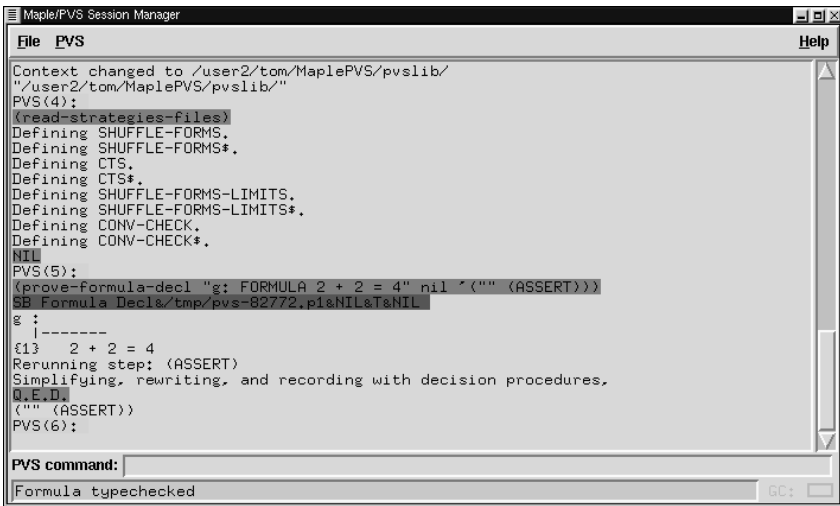 Maple/PVS Session Manager
File PVS Help
Context changed to /user2/tom/MaplePVS/pvslib/
"/user2/tom/MaplePVS/pvslib/"
PVS(4):
(read-strategies-files)
Defining SHUFFLE-FORMS.
Defining SHUFFLE-FORMS$.
Defining CTS.
Defining CTS$.
Defining SHUFFLE-FORMS-LIMITS.
Defining SHUFFLE-FORMS-LIMITS$.
Defining CONV-CHECK.
Defining CONV-CHECK$.
NIL
PVS(5):
(prove-formula-decl "g: FORMULA 2 + 2 = 4" nil '("" (ASSERT)))
SB Formula Decl&/tmp/pvs-82772.p1&NIL&T&NIL
g :
|-------
{1} 2 + 2 = 4
Rerunning step: (ASSERT)
Simplifying, rewriting, and recording with decision procedures,
Q.E.D.
("" (ASSERT))
PVS(6):
PVS command:
Formula typechecked GC: